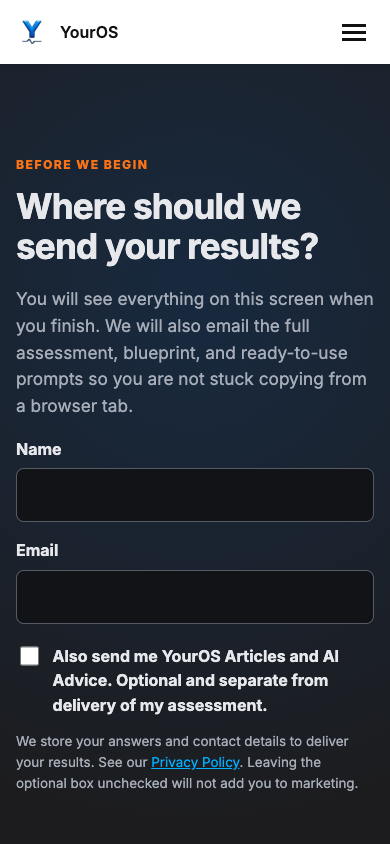 YourOS
BEFORE WE BEGIN
Where should we
send your results?
You will see everything on this screen when
you finish. We will also email the full
assessment, blueprint, and ready-to-use
prompts so you are not stuck copying from
a browser tab.
Name
Email
Also send me YourOS Articles and AI
Advice. Optional and separate from
delivery of my assessment.
We store your answers and contact details to deliver
your results. See our Privacy Policy. Leaving the
optional box unchecked will not add you to marketing.